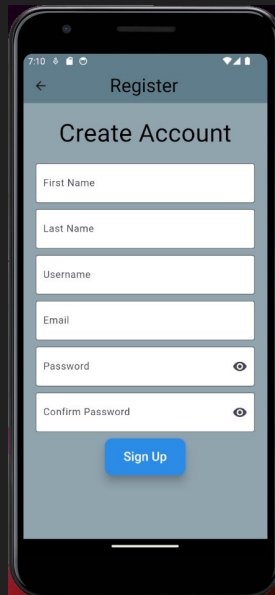 7:10
Register
Create Account
First Name
Last Name
Username
Email
Password
Confirm Password
Sign Up